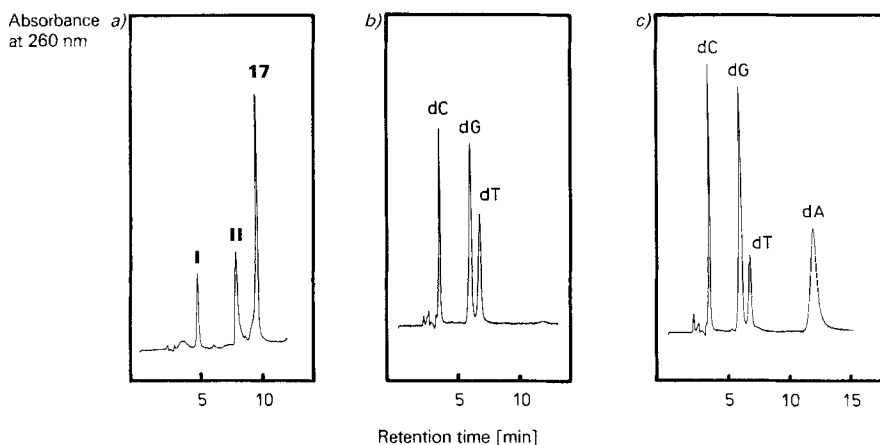 Absorbance
at 260 nm
a)
17
II
I
5 10
b)
dC
dG
dT
5 10
c)
dC
dG
dT
dA
5 10 15
Retention time [min]